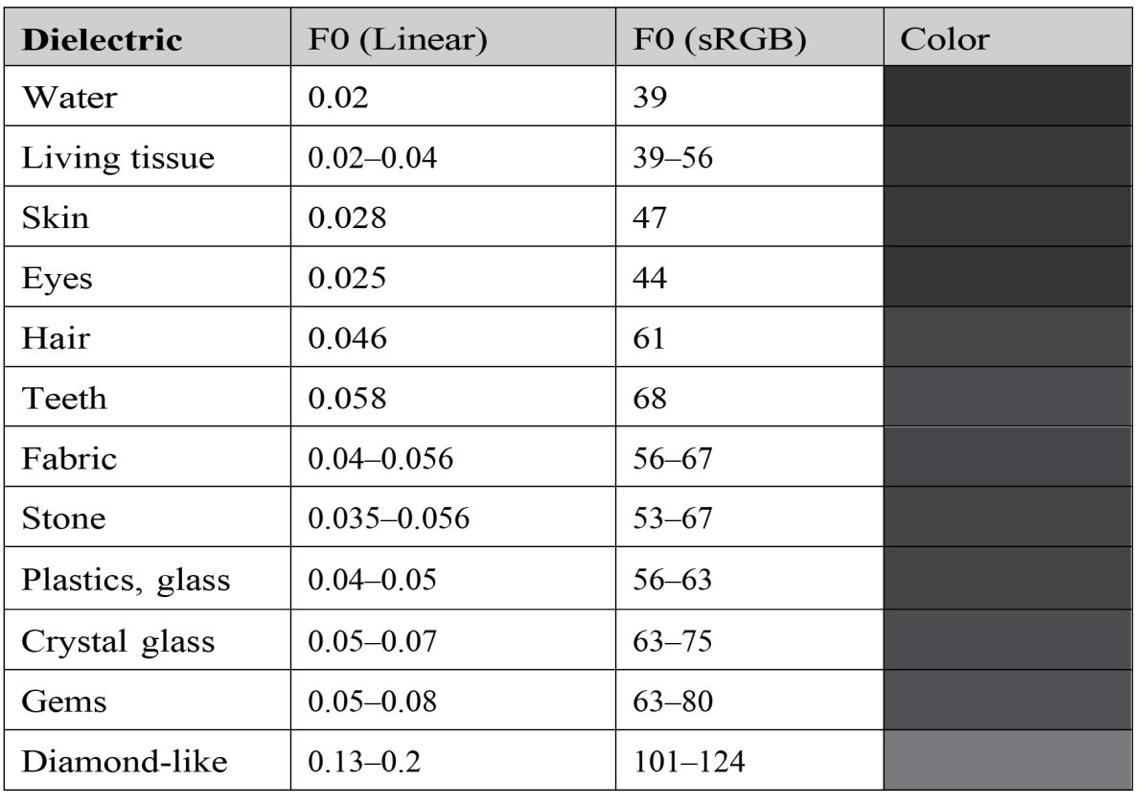 Dielectric F0 (Linear) F0 (sRGB) Color
Water 0.02 39
Living tissue 0.02–0.04 39–56
Skin 0.028 47
Eyes 0.025 44
Hair 0.046 61
Teeth 0.058 68
Fabric 0.04–0.056 56–67
Stone 0.035–0.056 53–67
Plastics, glass 0.04–0.05 56–63
Crystal glass 0.05–0.07 63–75
Gems 0.05–0.08 63–80
Diamond-like 0.13–0.2 101–124